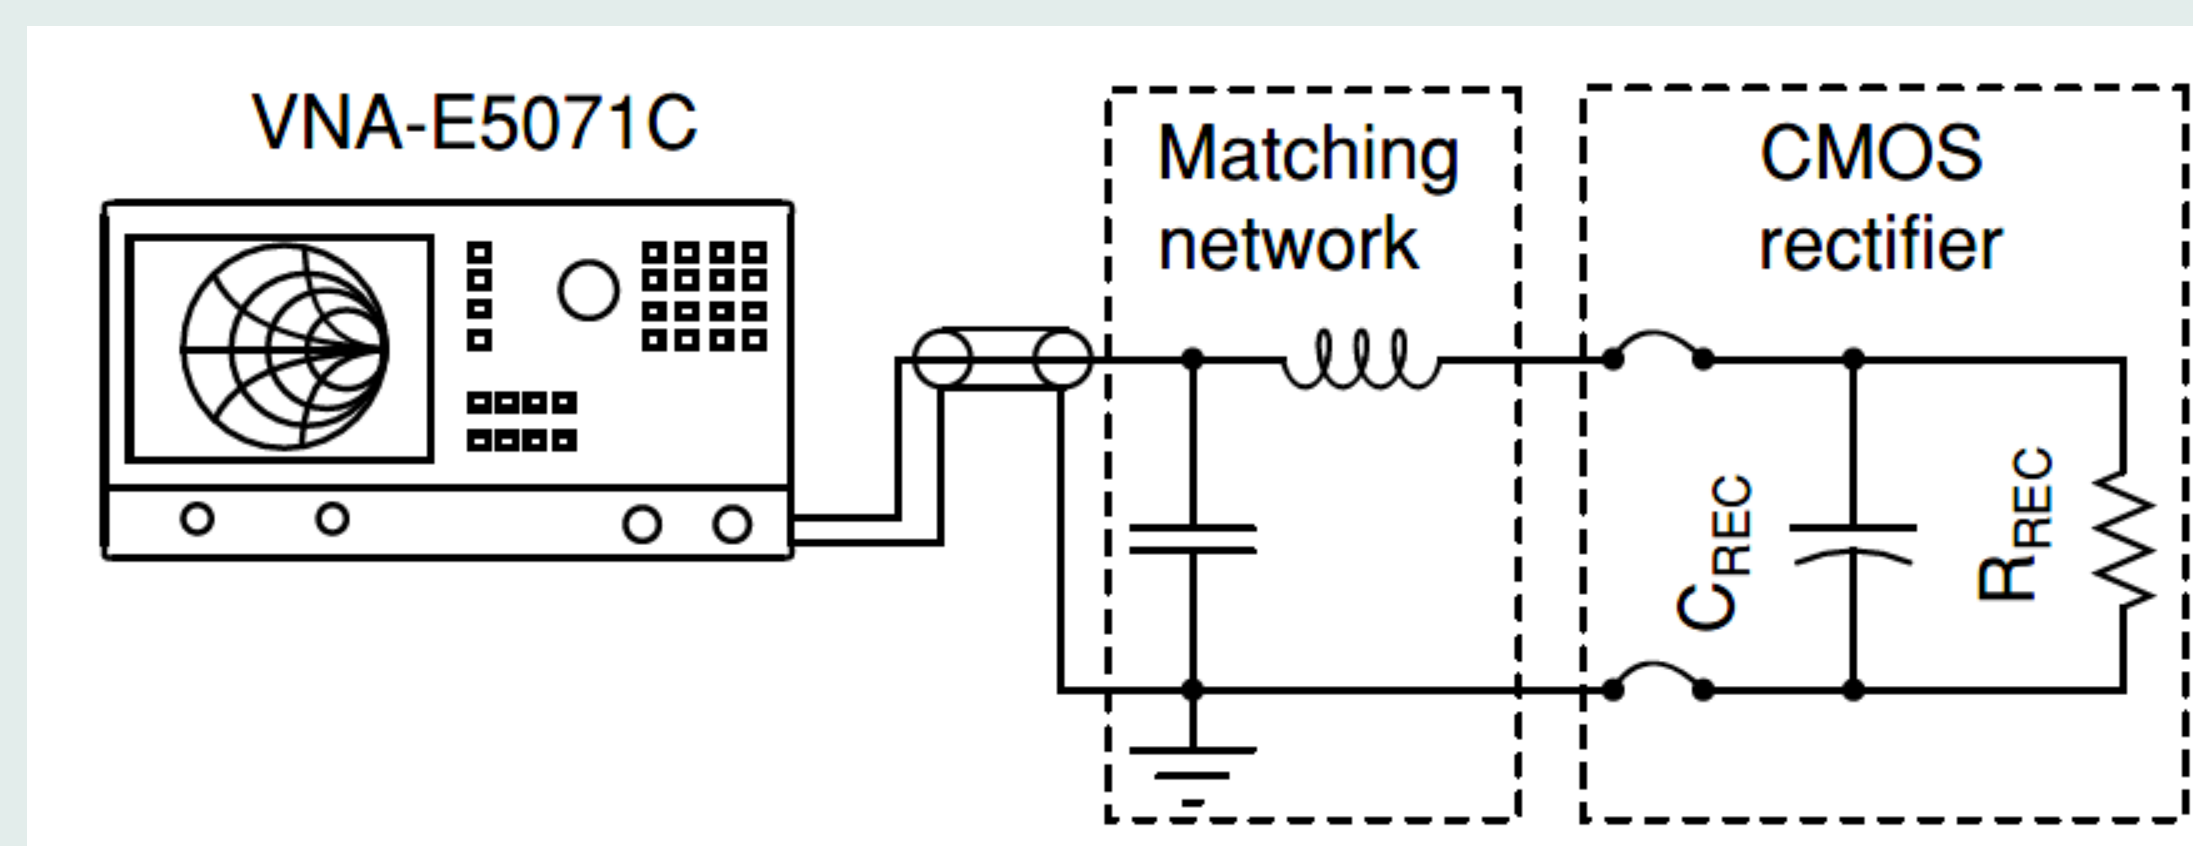 VNA-E5071C
Matching
network
CMOS
rectifier
CREC
RREC